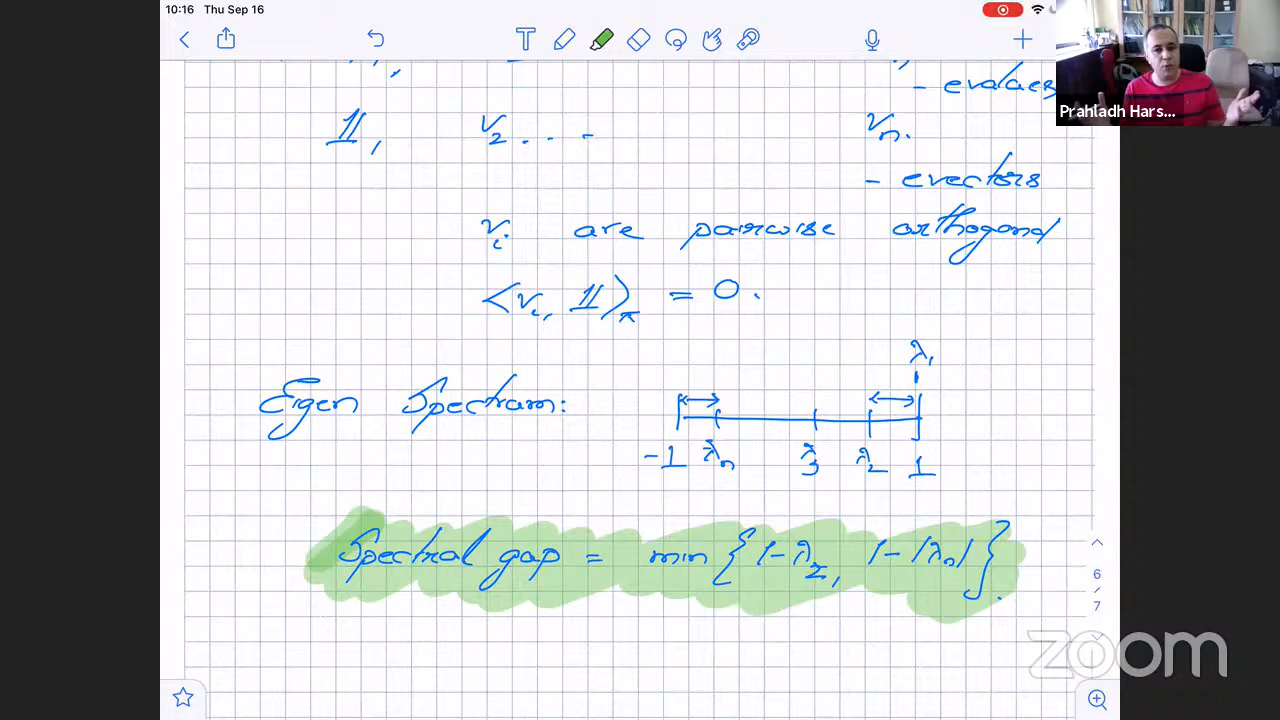 10:16 Thu Sep 16
- evalues
Prahladh Hars...
𝟙, v₂ . . - vₙ.
- evectors
vᵢ are pairwise orthogonal
<vᵢ, 𝟙>_π = 0.
λ₁
Eigen Spectrum:
-1 λₙ λ₃ λ₂ 1
Spectral gap = min {1-λ₂, 1-|λₙ|}.
6
7
zoom